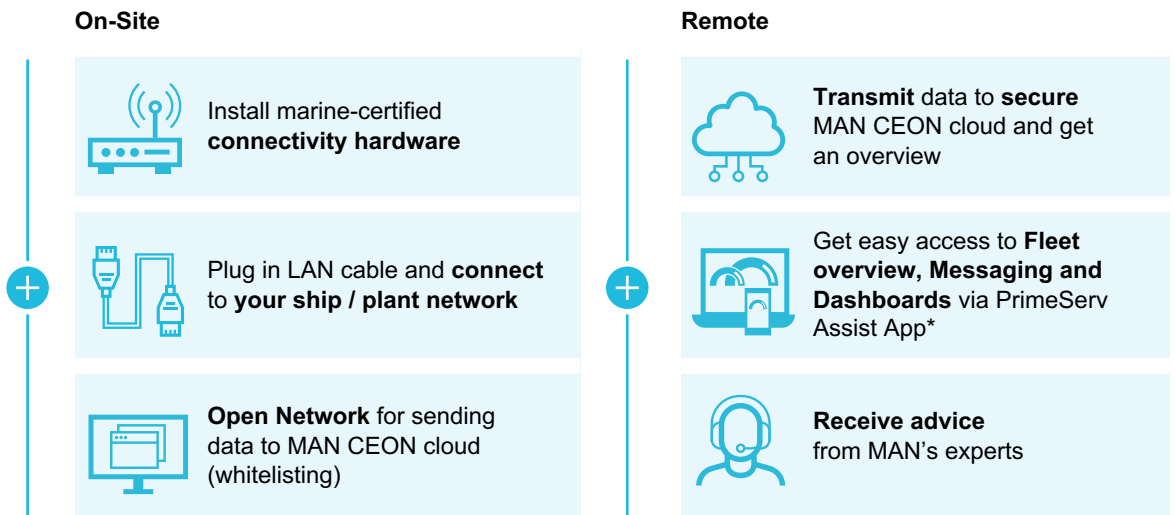 On-Site
Install marine-certified
connectivity hardware
Plug in LAN cable and connect
to your ship / plant network
Open Network for sending
data to MAN CEON cloud
(whitelisting)
Remote
Transmit data to secure
MAN CEON cloud and get
an overview
Get easy access to Fleet
overview, Messaging and
Dashboards via PrimeServ
Assist App*
Receive advice
from MAN's experts